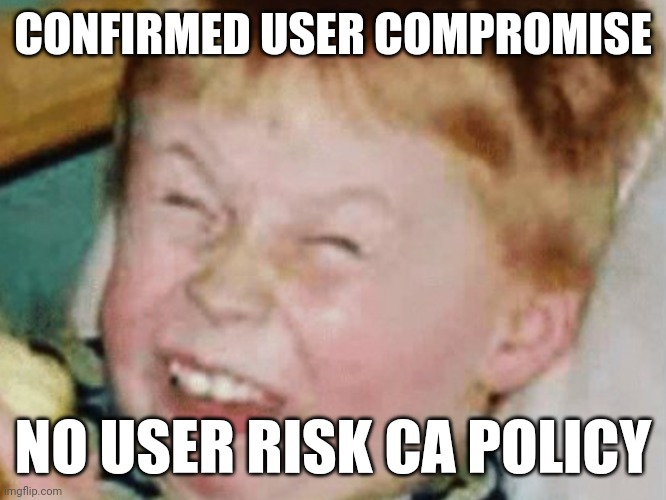 CONFIRMED USER COMPROMISE
NO USER RISK CA POLICY
imgflip.com